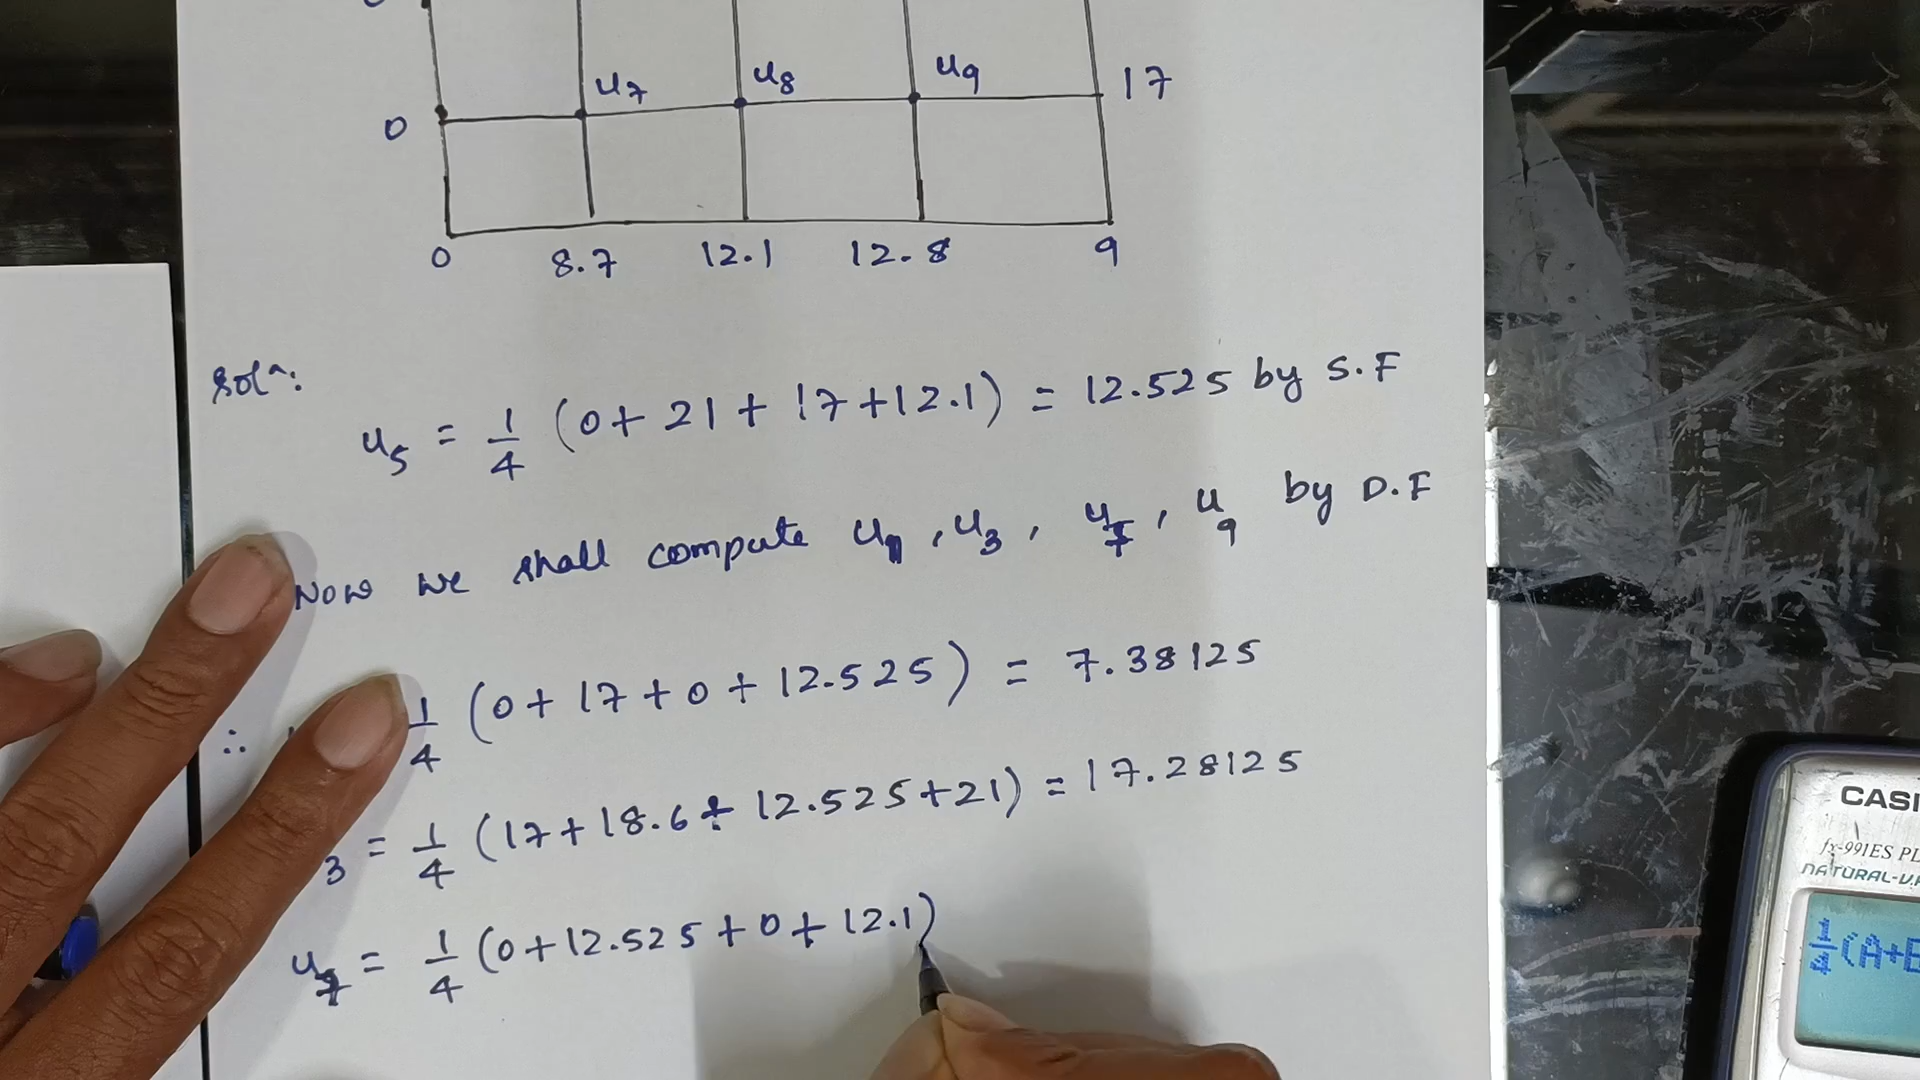 u7 u8 u9 17
0
0 8.7 12.1 12.8 9
Solⁿ:
u5 = 1/4 (0+21+17+12.1) = 12.525 by S.F
Now we shall compute u1, u3, u7, u9 by D.F
∴ 1/4 (0+17+0+12.525) = 7.38125
3 = 1/4 (17+18.6+12.525+21) = 17.28125
u7 = 1/4 (0+12.525+0+12.1)
CASI
fx-991ES PL
NATURAL-V.P
1/4(A+B